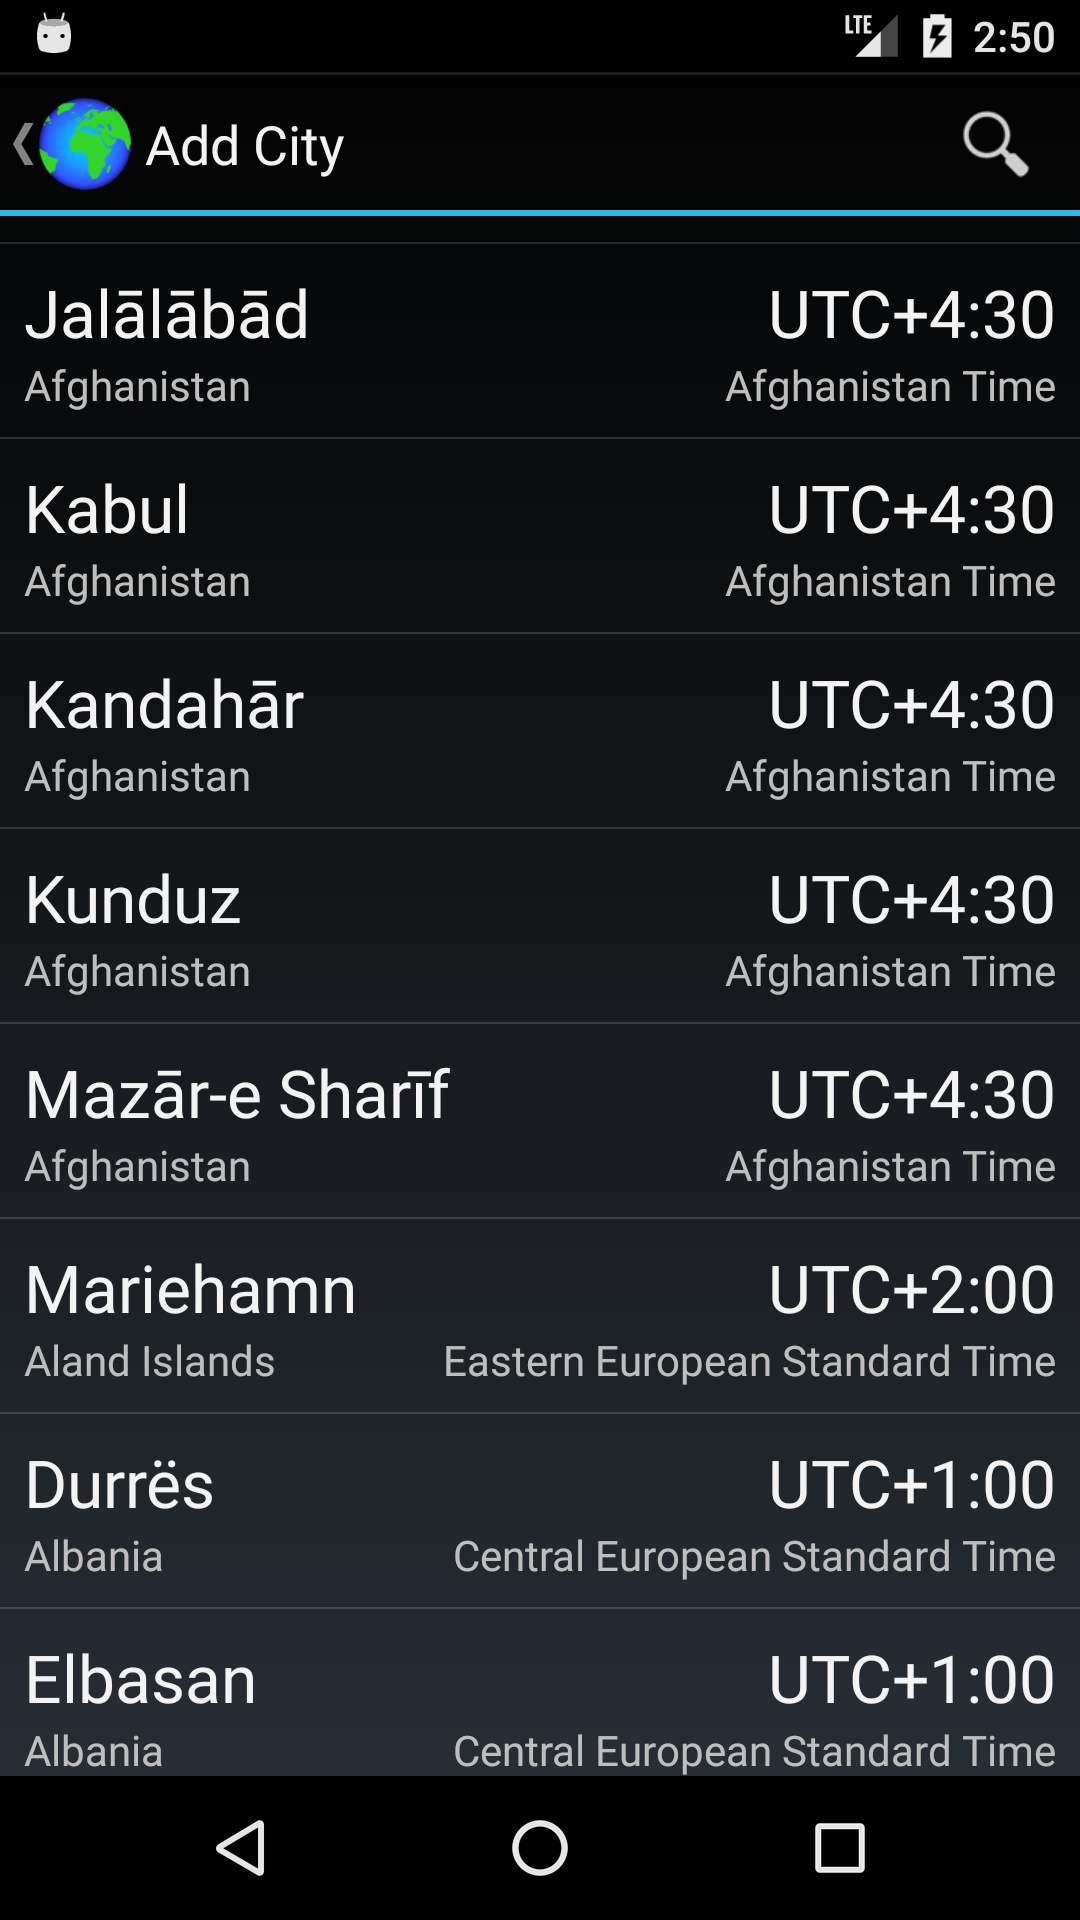 LTE 2:50
Add City
Jalālābād UTC+4:30
Afghanistan Afghanistan Time
Kabul UTC+4:30
Afghanistan Afghanistan Time
Kandahār UTC+4:30
Afghanistan Afghanistan Time
Kunduz UTC+4:30
Afghanistan Afghanistan Time
Mazār-e Sharīf UTC+4:30
Afghanistan Afghanistan Time
Mariehamn UTC+2:00
Aland Islands Eastern European Standard Time
Durrës UTC+1:00
Albania Central European Standard Time
Elbasan UTC+1:00
Albania Central European Standard Time